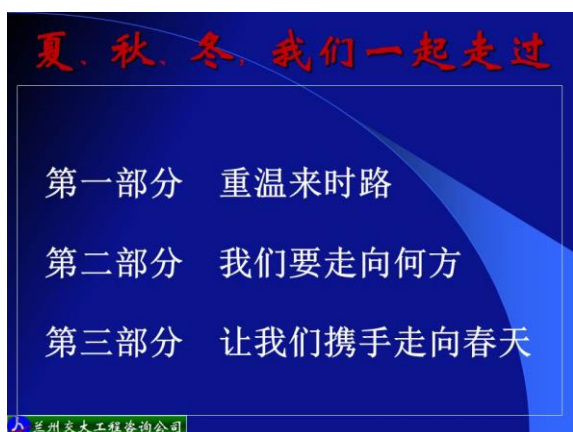 夏、秋、冬,我们一起走过
第一部分 重温来时路
第二部分 我们要走向何方
第三部分 让我们携手走向春天
兰州交大工程咨询公司